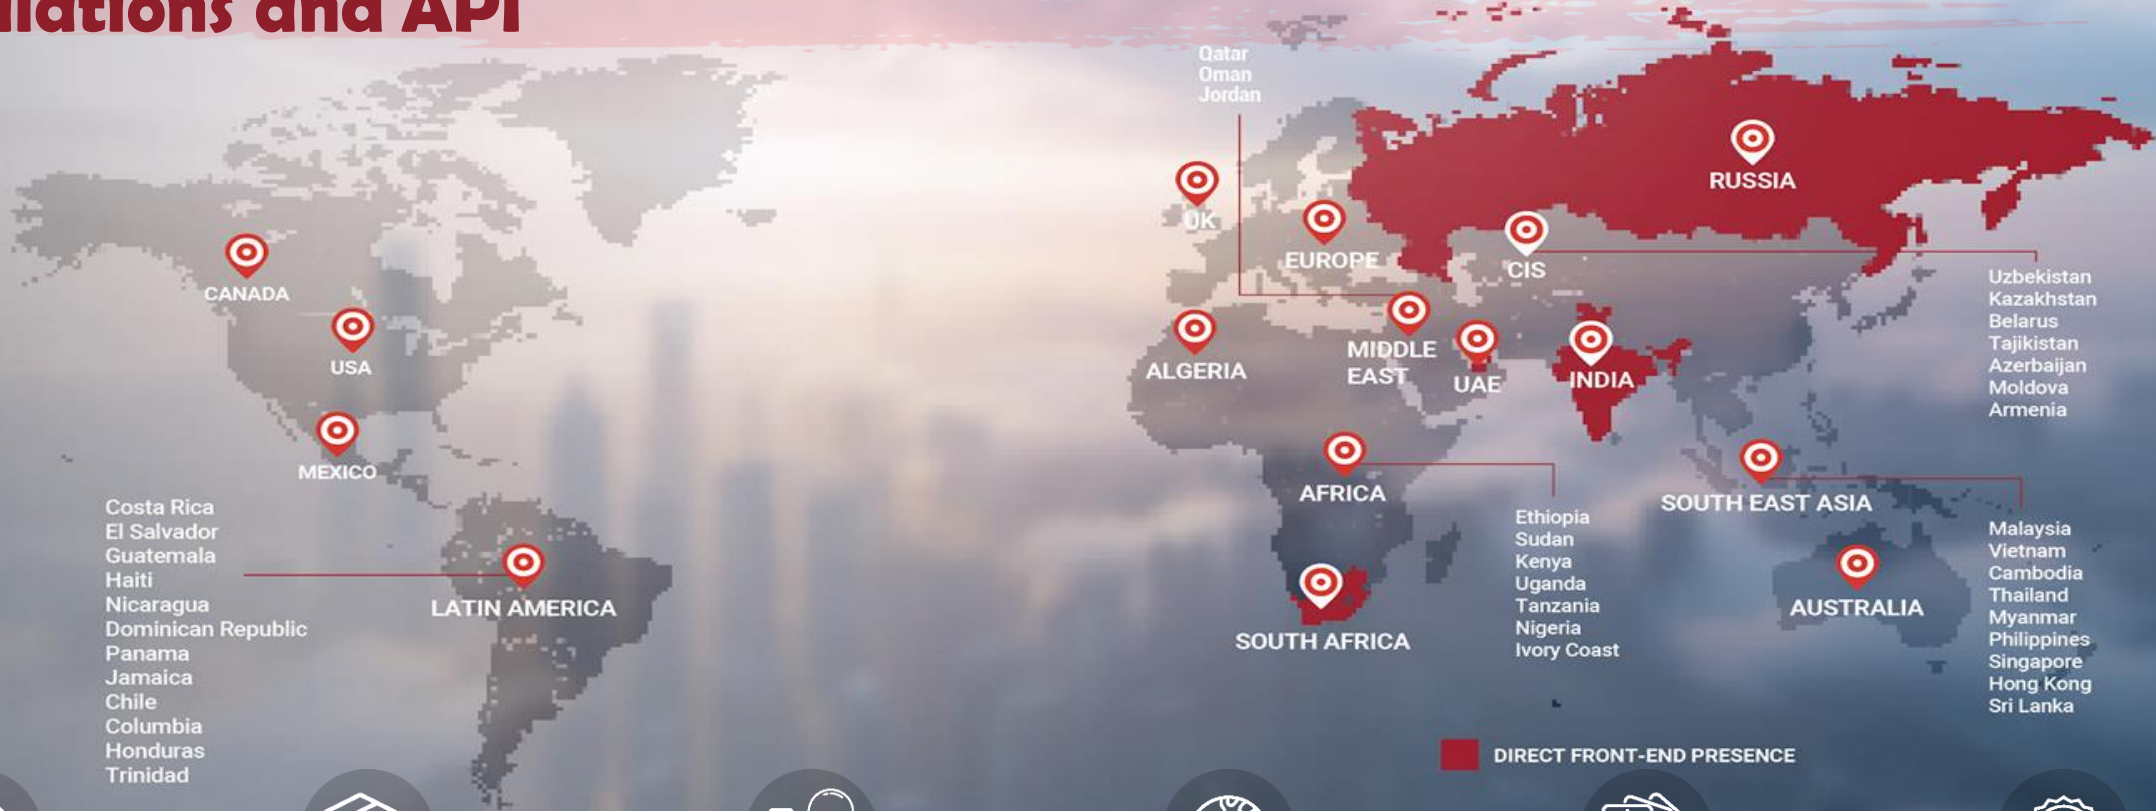 and API
Qatar
Oman
Jordan
RUSSIA
UK
EUROPE
CIS
CANADA
USA
MEXICO
ALGERIA
MIDDLE
EAST
UAE
INDIA
Uzbekistan
Kazakhstan
Belarus
Tajikistan
Azerbaijan
Moldova
Armenia
AFRICA
SOUTH EAST ASIA
Costa Rica
El Salvador
Guatemala
Haiti
Nicaragua
Dominican Republic
Panama
Jamaica
Chile
Columbia
Honduras
Trinidad
LATIN AMERICA
Ethiopia
Sudan
Kenya
Uganda
Tanzania
Nigeria
Ivory Coast
SOUTH AFRICA
AUSTRALIA
Malaysia
Vietnam
Cambodia
Thailand
Myanmar
Philippines
Singapore
Hong Kong
Sri Lanka
DIRECT FRONT-END PRESENCE